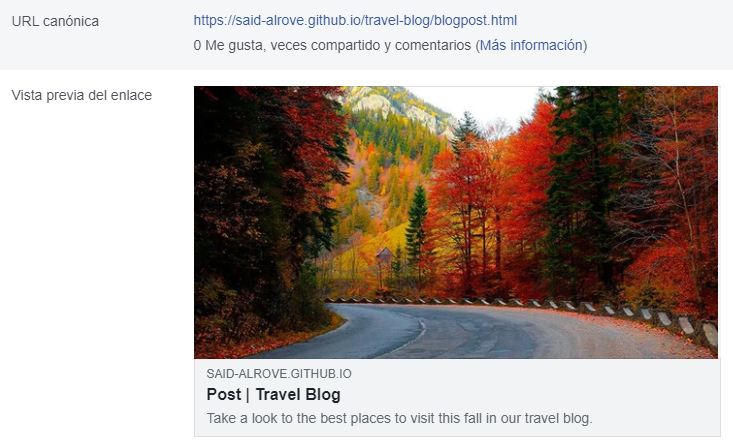 URL canónica
https://said-alrove.github.io/travel-blog/blogpost.html
0 Me gusta, veces compartido y comentarios (Más información)
Vista previa del enlace
SAID-ALROVE.GITHUB.IO
Post | Travel Blog
Take a look to the best places to visit this fall in our travel blog.